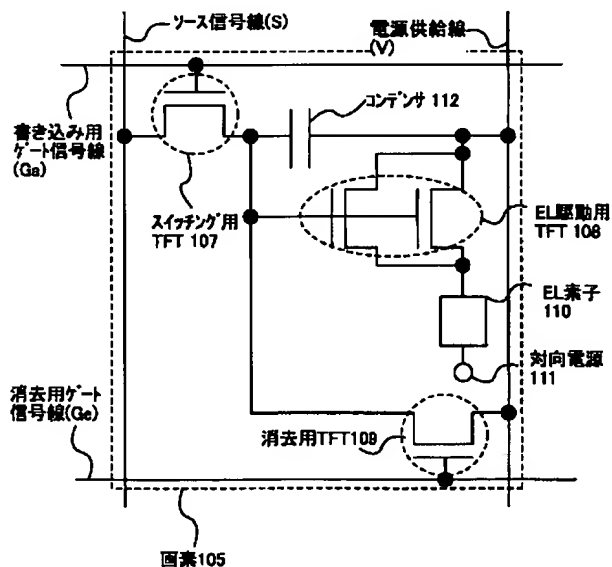 ソース信号線(S)
電源供給線
(V)
コンデンサ 112
書き込み用
ゲート信号線
(Ga)
スイッチング用
TFT 107
EL駆動用
TFT 108
EL素子
110
対向電源
111
消去用ゲート
信号線(Ge)
消去用TFT109
画素105